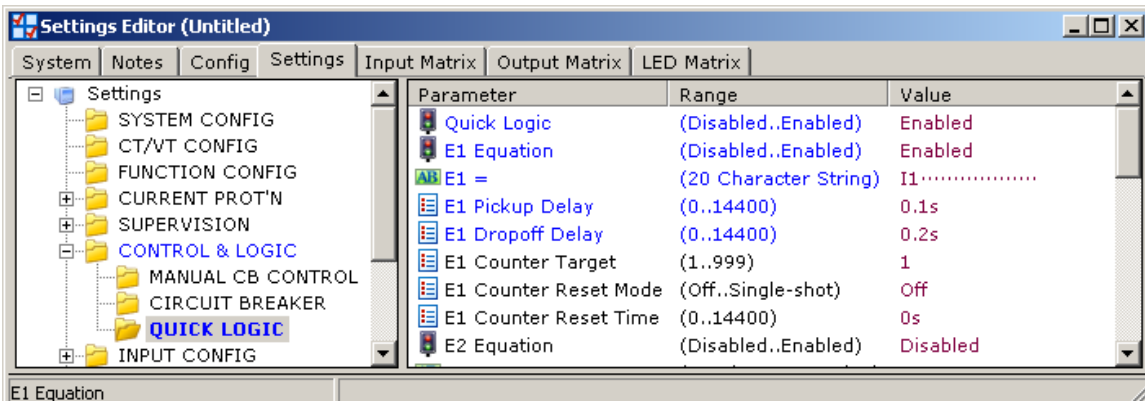 Settings Editor (Untitled)
System Notes Config Settings Input Matrix Output Matrix LED Matrix
Settings
SYSTEM CONFIG
CT/VT CONFIG
FUNCTION CONFIG
CURRENT PROT'N
SUPERVISION
CONTROL & LOGIC
MANUAL CB CONTROL
CIRCUIT BREAKER
QUICK LOGIC
INPUT CONFIG
Parameter Range Value
Quick Logic (Disabled..Enabled) Enabled
E1 Equation (Disabled..Enabled) Enabled
AB E1 = (20 Character String) I1··················
E1 Pickup Delay (0..14400) 0.1s
E1 Dropoff Delay (0..14400) 0.2s
E1 Counter Target (1..999) 1
E1 Counter Reset Mode (Off..Single-shot) Off
E1 Counter Reset Time (0..14400) 0s
E2 Equation (Disabled..Enabled) Disabled
E1 Equation